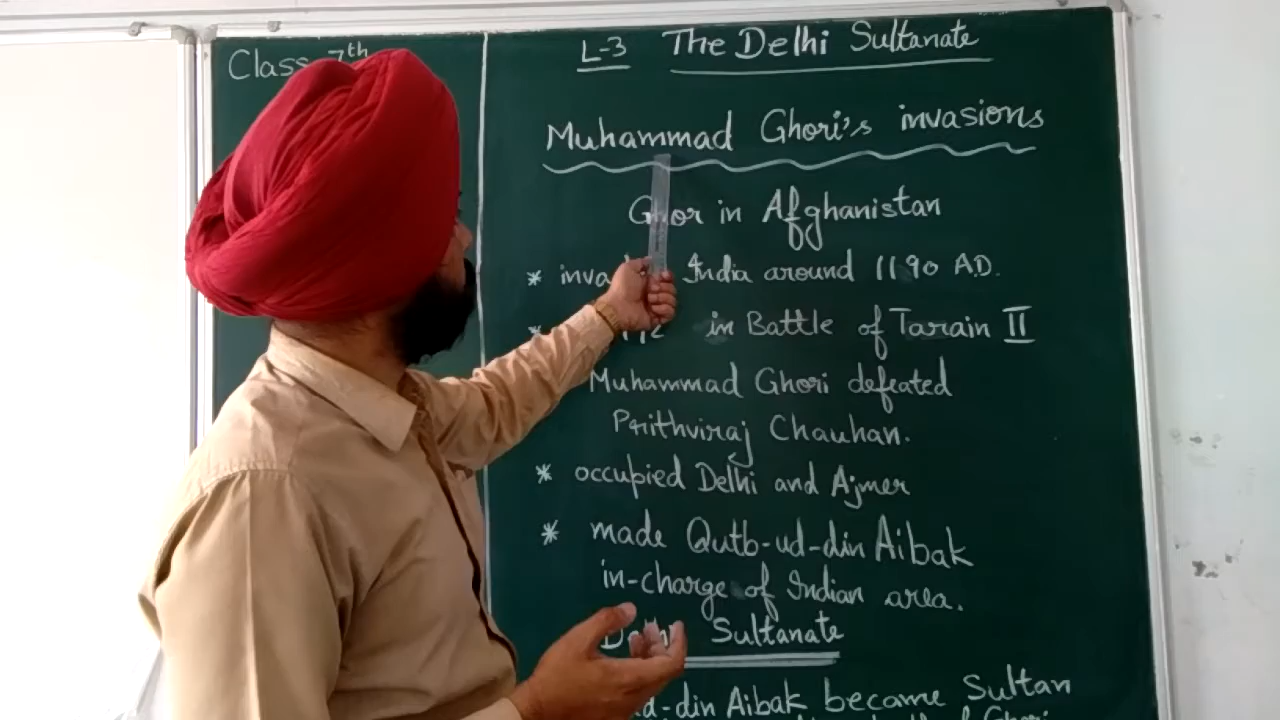 Class 7th
L-3 The Delhi Sultanate
Muhammad Ghori's invasions
Ghor in Afghanistan
* India around 1190 A.D.
* in Battle of Tarain II
Muhammad Ghori defeated
Prithviraj Chauhan.
* occupied Delhi and Ajmer
* made Qutb-ud-din Aibak
in-charge of Indian area.
Delhi Sultanate
ud-din Aibak became Sultan